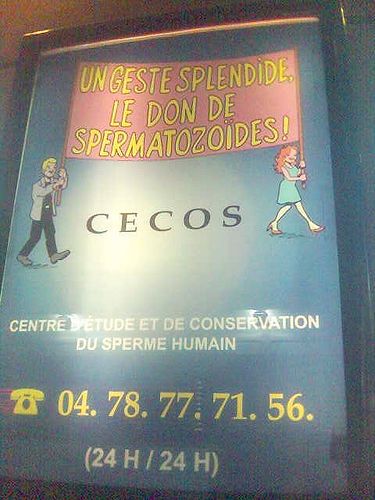 UN GESTE SPLENDIDE,
LE DON DE
SPERMATOZOÏDES!
CECOS
CENTRE D'ÉTUDE ET DE CONSERVATION
DU SPERME HUMAIN
04. 78. 77. 71. 56.
(24 H / 24 H)